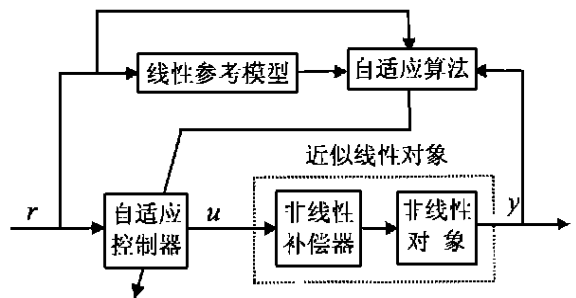 线性参考模型
自适应算法
近似线性对象
r
自适应
控制器
u
非线性
补偿器
非线性
对 象
y